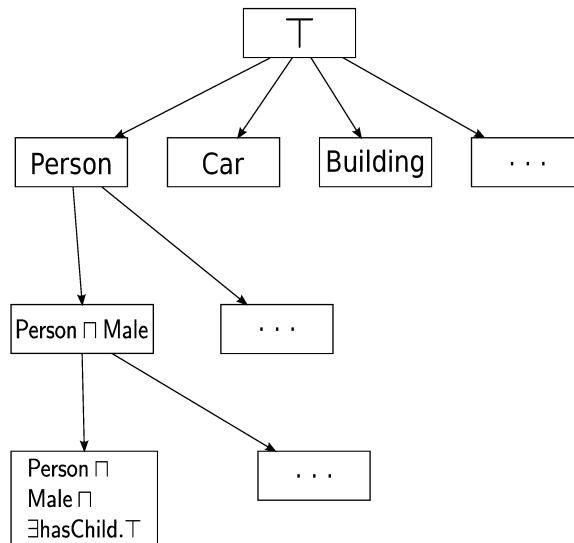 ⊤
Person
Car
Building
. . .
Person ⊓ Male
. . .
Person ⊓
Male ⊓
∃hasChild.⊤
. . .